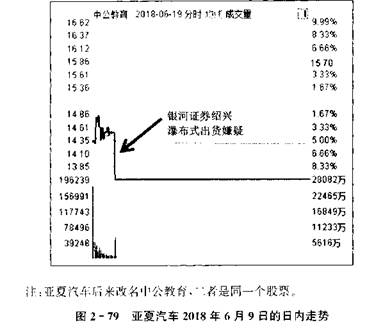 中公教育 2018-06-19 分时 均线 成交量
16.62 9.99%
16.37 8.33%
16.12 6.66%
15.86 15.70
15.61 3.33%
15.36 1.67%
14.86 1.67%
14.61 3.33%
14.35 5.00%
14.10 6.66%
13.85 8.33%
银河证券绍兴
瀑布式出货嫌疑
196239 28082万
156991 22465万
117743 16849万
78496 11233万
39248 5616万
注:亚夏汽车后来改名中公教育、二者是同一个股票。
图 2-79 亚夏汽车 2018 年 6 月 9 日的日内走势